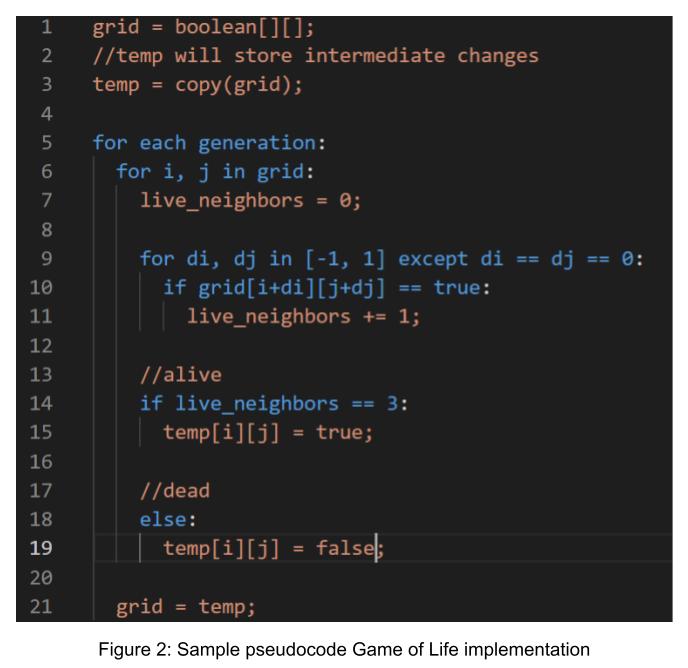 1 grid = boolean[][];
2 //temp will store intermediate changes
3 temp = copy(grid);
4
5 for each generation:
6 for i, j in grid:
7 live_neighbors = 0;
8
9 for di, dj in [-1, 1] except di == dj == 0:
10 if grid[i+di][j+dj] == true:
11 live_neighbors += 1;
12
13 //alive
14 if live_neighbors == 3:
15 temp[i][j] = true;
16
17 //dead
18 else:
19 temp[i][j] = false;
20
21 grid = temp;
Figure 2: Sample pseudocode Game of Life implementation